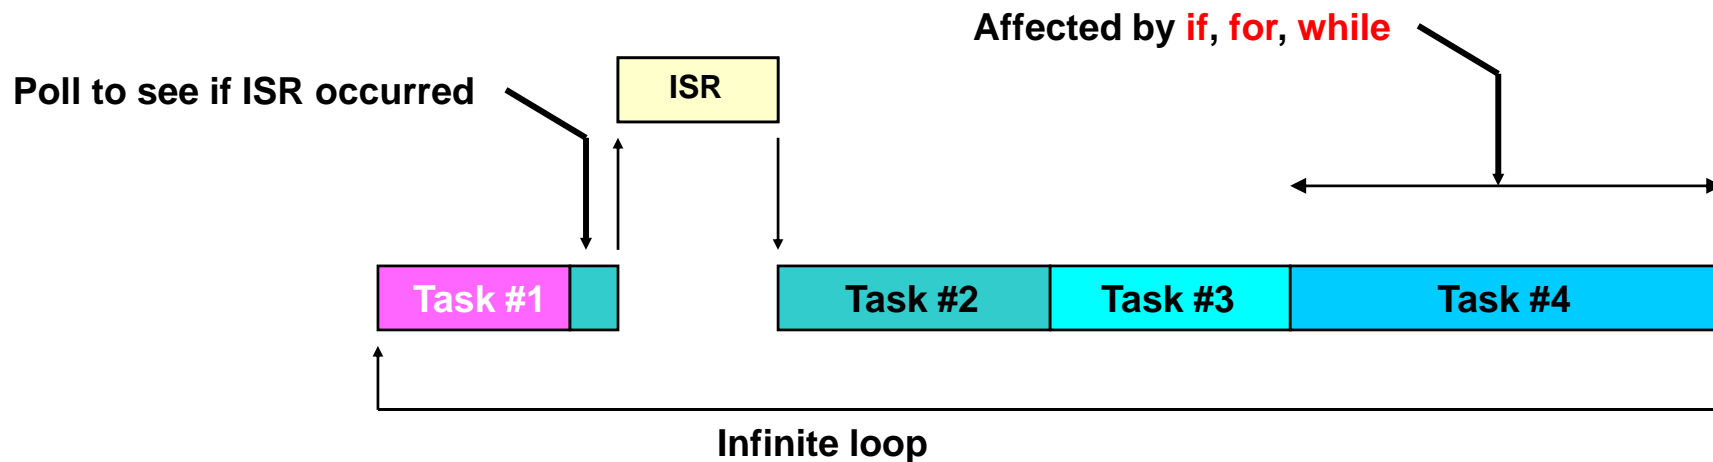 Affected by if, for, while
Poll to see if ISR occurred
ISR
Task #1
Task #2
Task #3
Task #4
Infinite loop